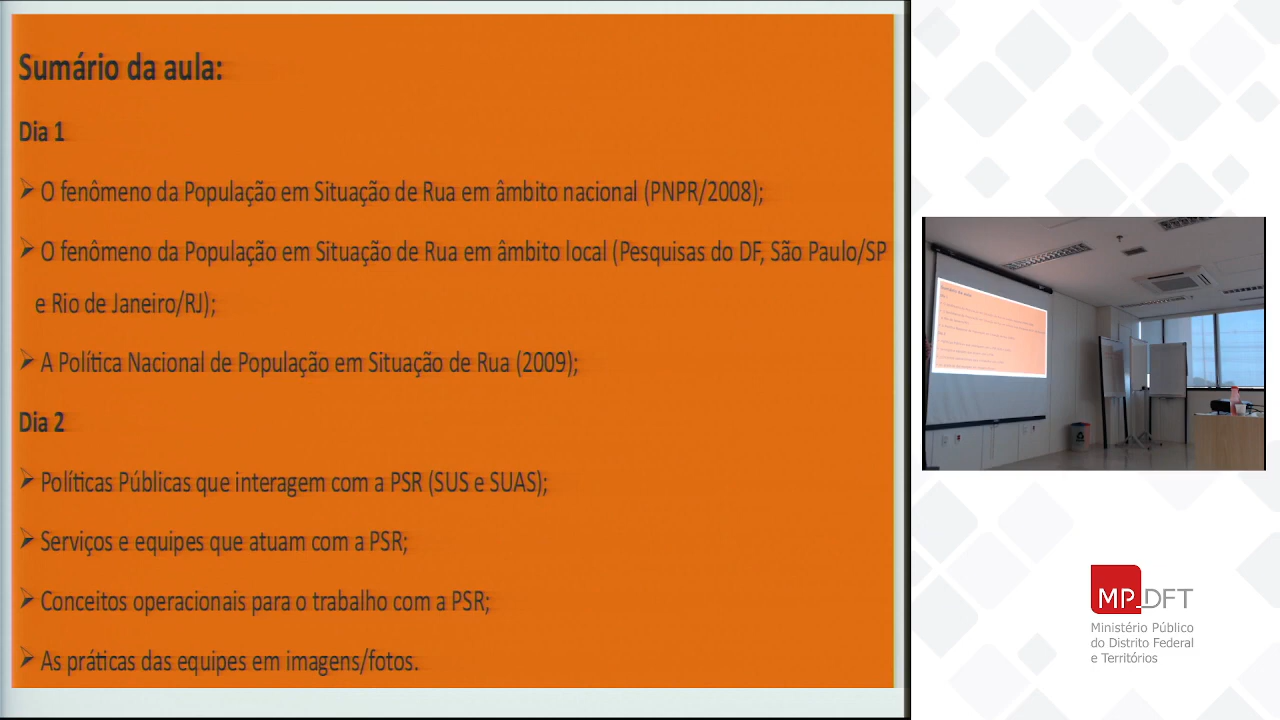 Sumário da aula:
Dia 1
➢ O fenômeno da População em Situação de Rua em âmbito nacional (PNPR/2008);
➢ O fenômeno da População em Situação de Rua em âmbito local (Pesquisas do DF, São Paulo/SP
e Rio de Janeiro/RJ);
➢ A Política Nacional de População em Situação de Rua (2009);
Dia 2
➢ Políticas Públicas que interagem com a PSR (SUS e SUAS);
➢ Serviços e equipes que atuam com a PSR;
➢ Conceitos operacionais para o trabalho com a PSR;
➢ As práticas das equipes em imagens/fotos.
MPDFT
Ministério Público
do Distrito Federal
e Territórios